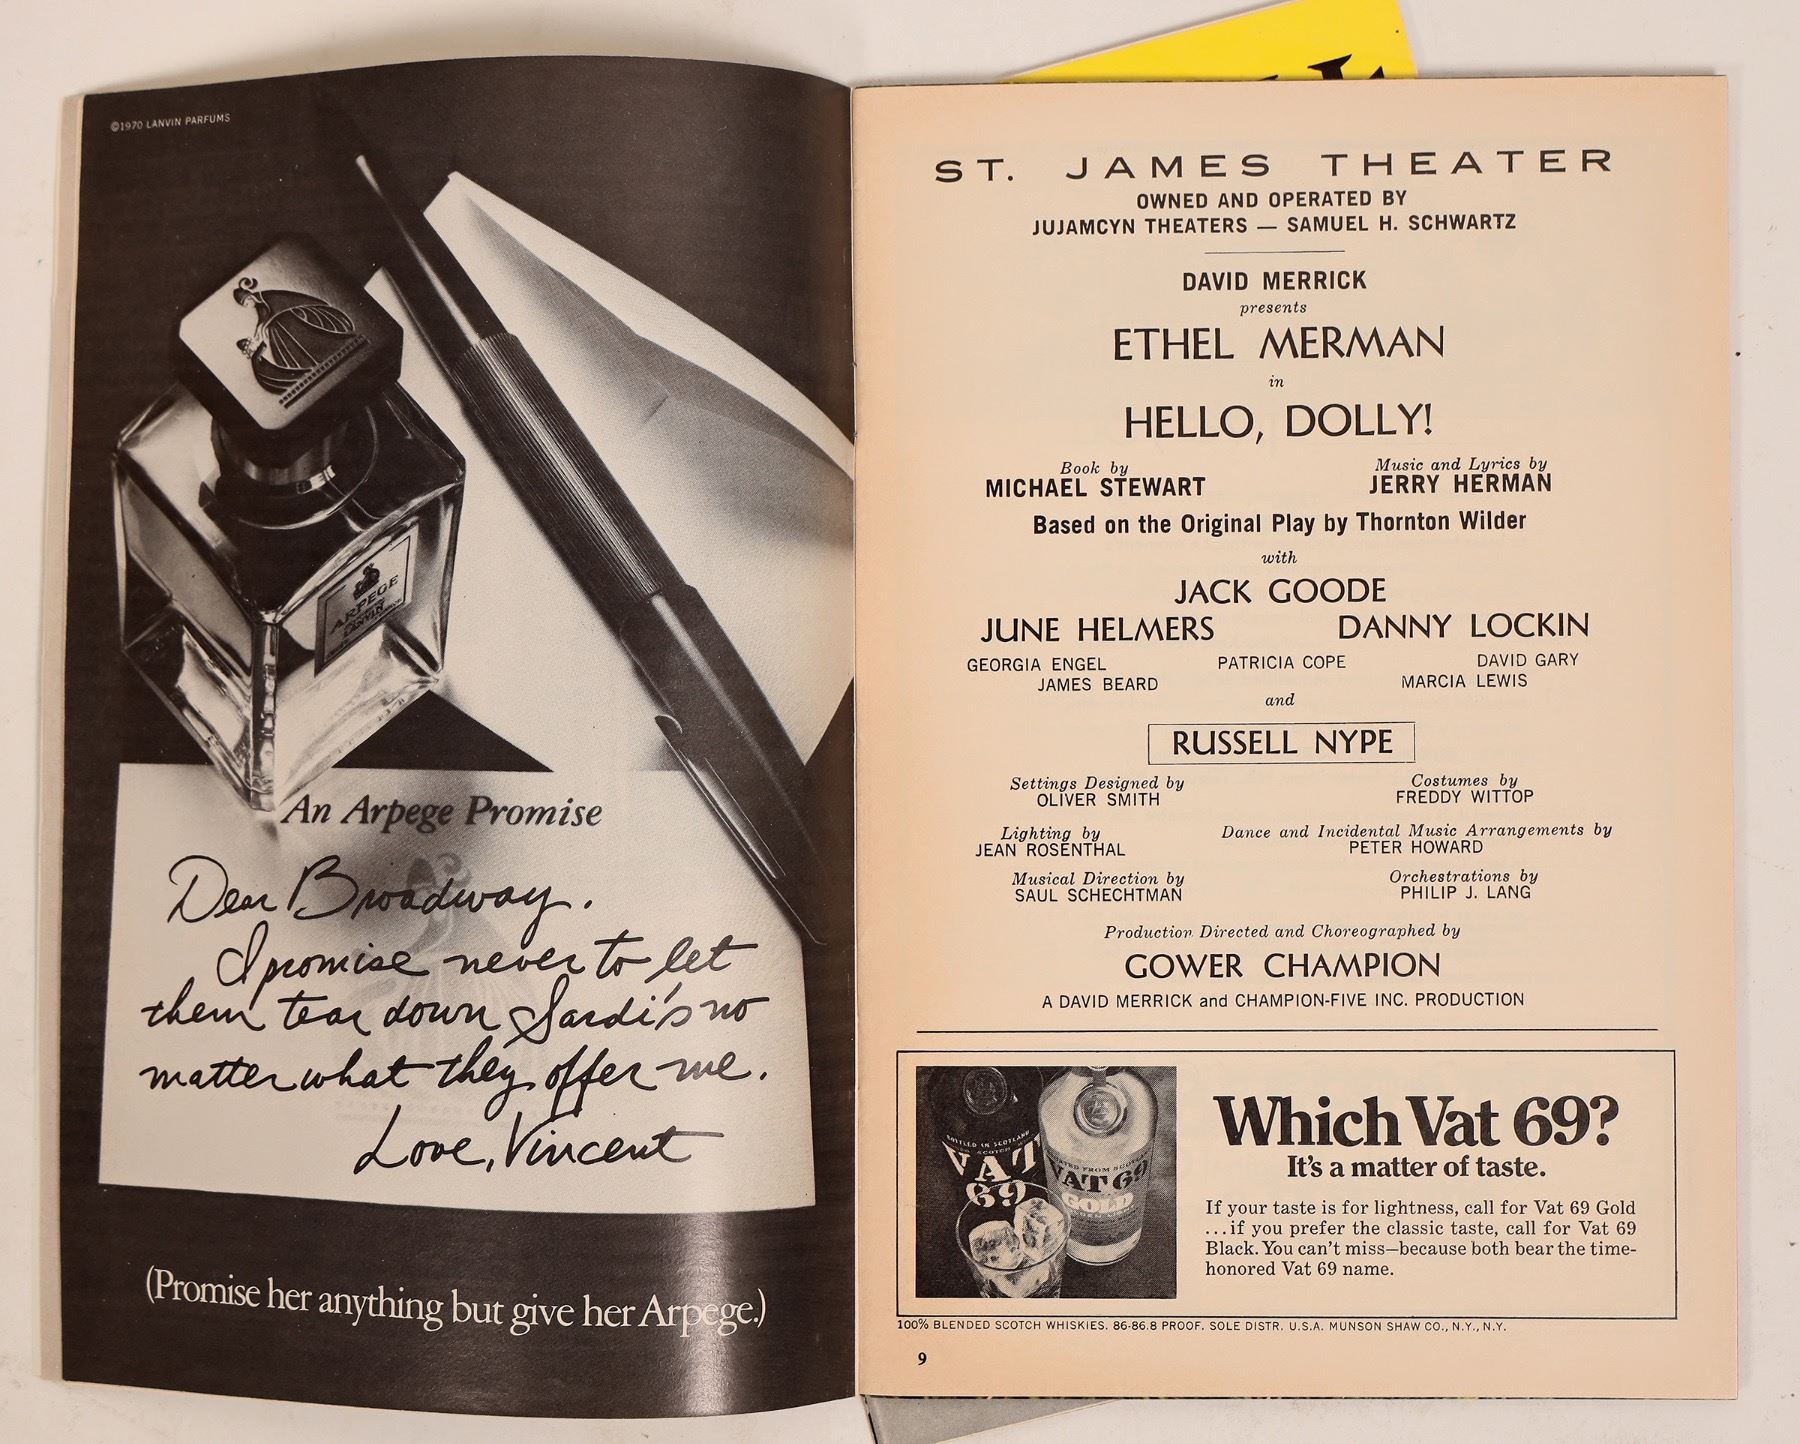 ©1970 LANVIN PARFUMS
ARPEGE
LANVIN
An Arpege Promise
Dear Broadway.
I promise never to let
them tear down Sardi's no
matter what they offer me.
Love, Vincent
(Promise her anything but give her Arpege.)
ST. JAMES THEATER
OWNED AND OPERATED BY
JUJAMCYN THEATERS — SAMUEL H. SCHWARTZ
DAVID MERRICK
presents
ETHEL MERMAN
in
HELLO, DOLLY!
Book by Music and Lyrics by
MICHAEL STEWART JERRY HERMAN
Based on the Original Play by Thornton Wilder
with
JACK GOODE
JUNE HELMERS DANNY LOCKIN
GEORGIA ENGEL PATRICIA COPE DAVID GARY
JAMES BEARD MARCIA LEWIS
and
RUSSELL NYPE
Settings Designed by Costumes by
OLIVER SMITH FREDDY WITTOP
Lighting by Dance and Incidental Music Arrangements by
JEAN ROSENTHAL PETER HOWARD
Musical Direction by Orchestrations by
SAUL SCHECHTMAN PHILIP J. LANG
Production Directed and Choreographed by
GOWER CHAMPION
A DAVID MERRICK and CHAMPION-FIVE INC. PRODUCTION
BOTTLED IN SCOTLAND
VAT
69
VAT 69
GOLD
Which Vat 69?
It's a matter of taste.
If your taste is for lightness, call for Vat 69 Gold
...if you prefer the classic taste, call for Vat 69
Black. You can't miss—because both bear the time-
honored Vat 69 name.
100% BLENDED SCOTCH WHISKIES. 86-86.8 PROOF. SOLE DISTR. U.S.A. MUNSON SHAW CO., N.Y., N.Y.
9